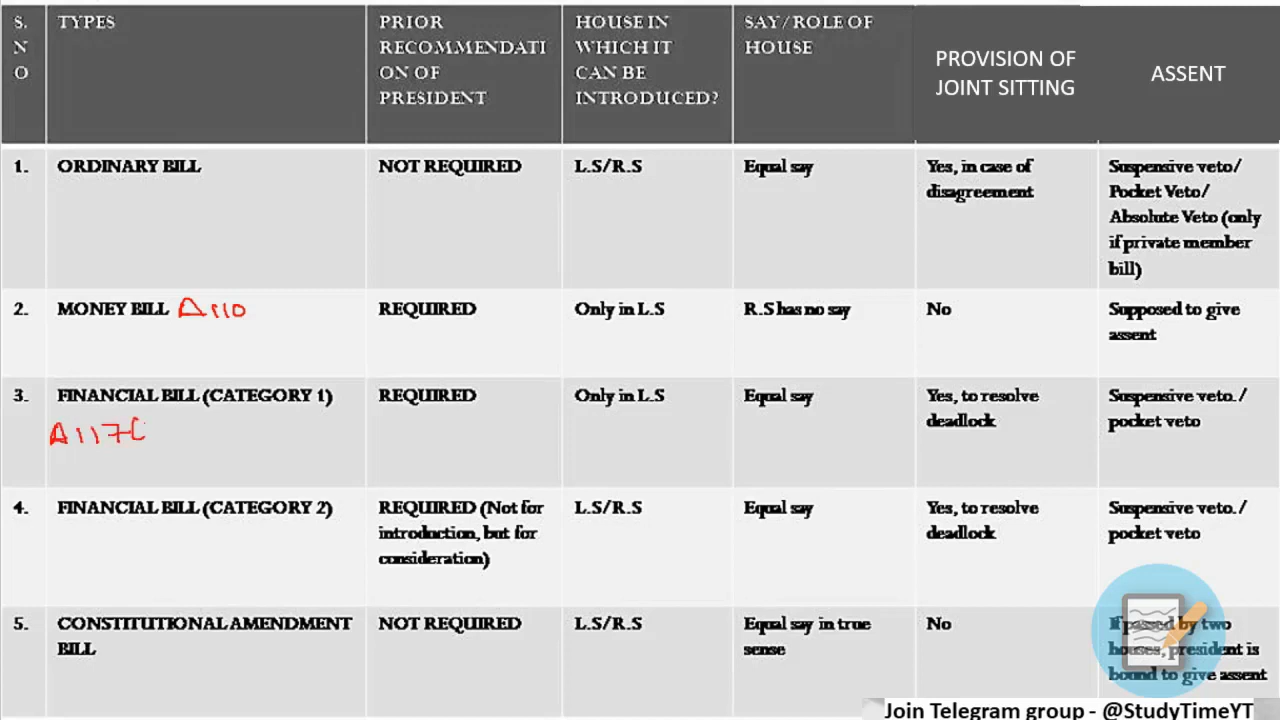 S.
N
O
TYPES
PRIOR
RECOMMENDATI
ON OF
PRESIDENT
HOUSE IN
WHICH IT
CAN BE
INTRODUCED?
SAY/ROLE OF
HOUSE
PROVISION OF
JOINT SITTING
ASSENT
1.
ORDINARY BILL
NOT REQUIRED
L.S/R.S
Equal say
Yes, in case of
disagreement
Suspensive veto/
Pocket Veto/
Absolute Veto (only
if private member
bill)
2.
MONEY BILL A110
REQUIRED
Only in L.S
R.S has no say
No
Supposed to give
assent
3.
FINANCIAL BILL (CATEGORY 1)
A117(
REQUIRED
Only in L.S
Equal say
Yes, to resolve
deadlock
Suspensive veto. /
pocket veto
4.
FINANCIAL BILL (CATEGORY 2)
REQUIRED (Not for
introduction, but for
consideration)
L.S/R.S
Equal say
Yes, to resolve
deadlock
Suspensive veto. /
pocket veto
5.
CONSTITUTIONAL AMENDMENT
BILL
NOT REQUIRED
L.S/R.S
Equal say in true
sense
No
If passed by two
houses, president is
bound to give assent
Join Telegram group - @StudyTimeYT